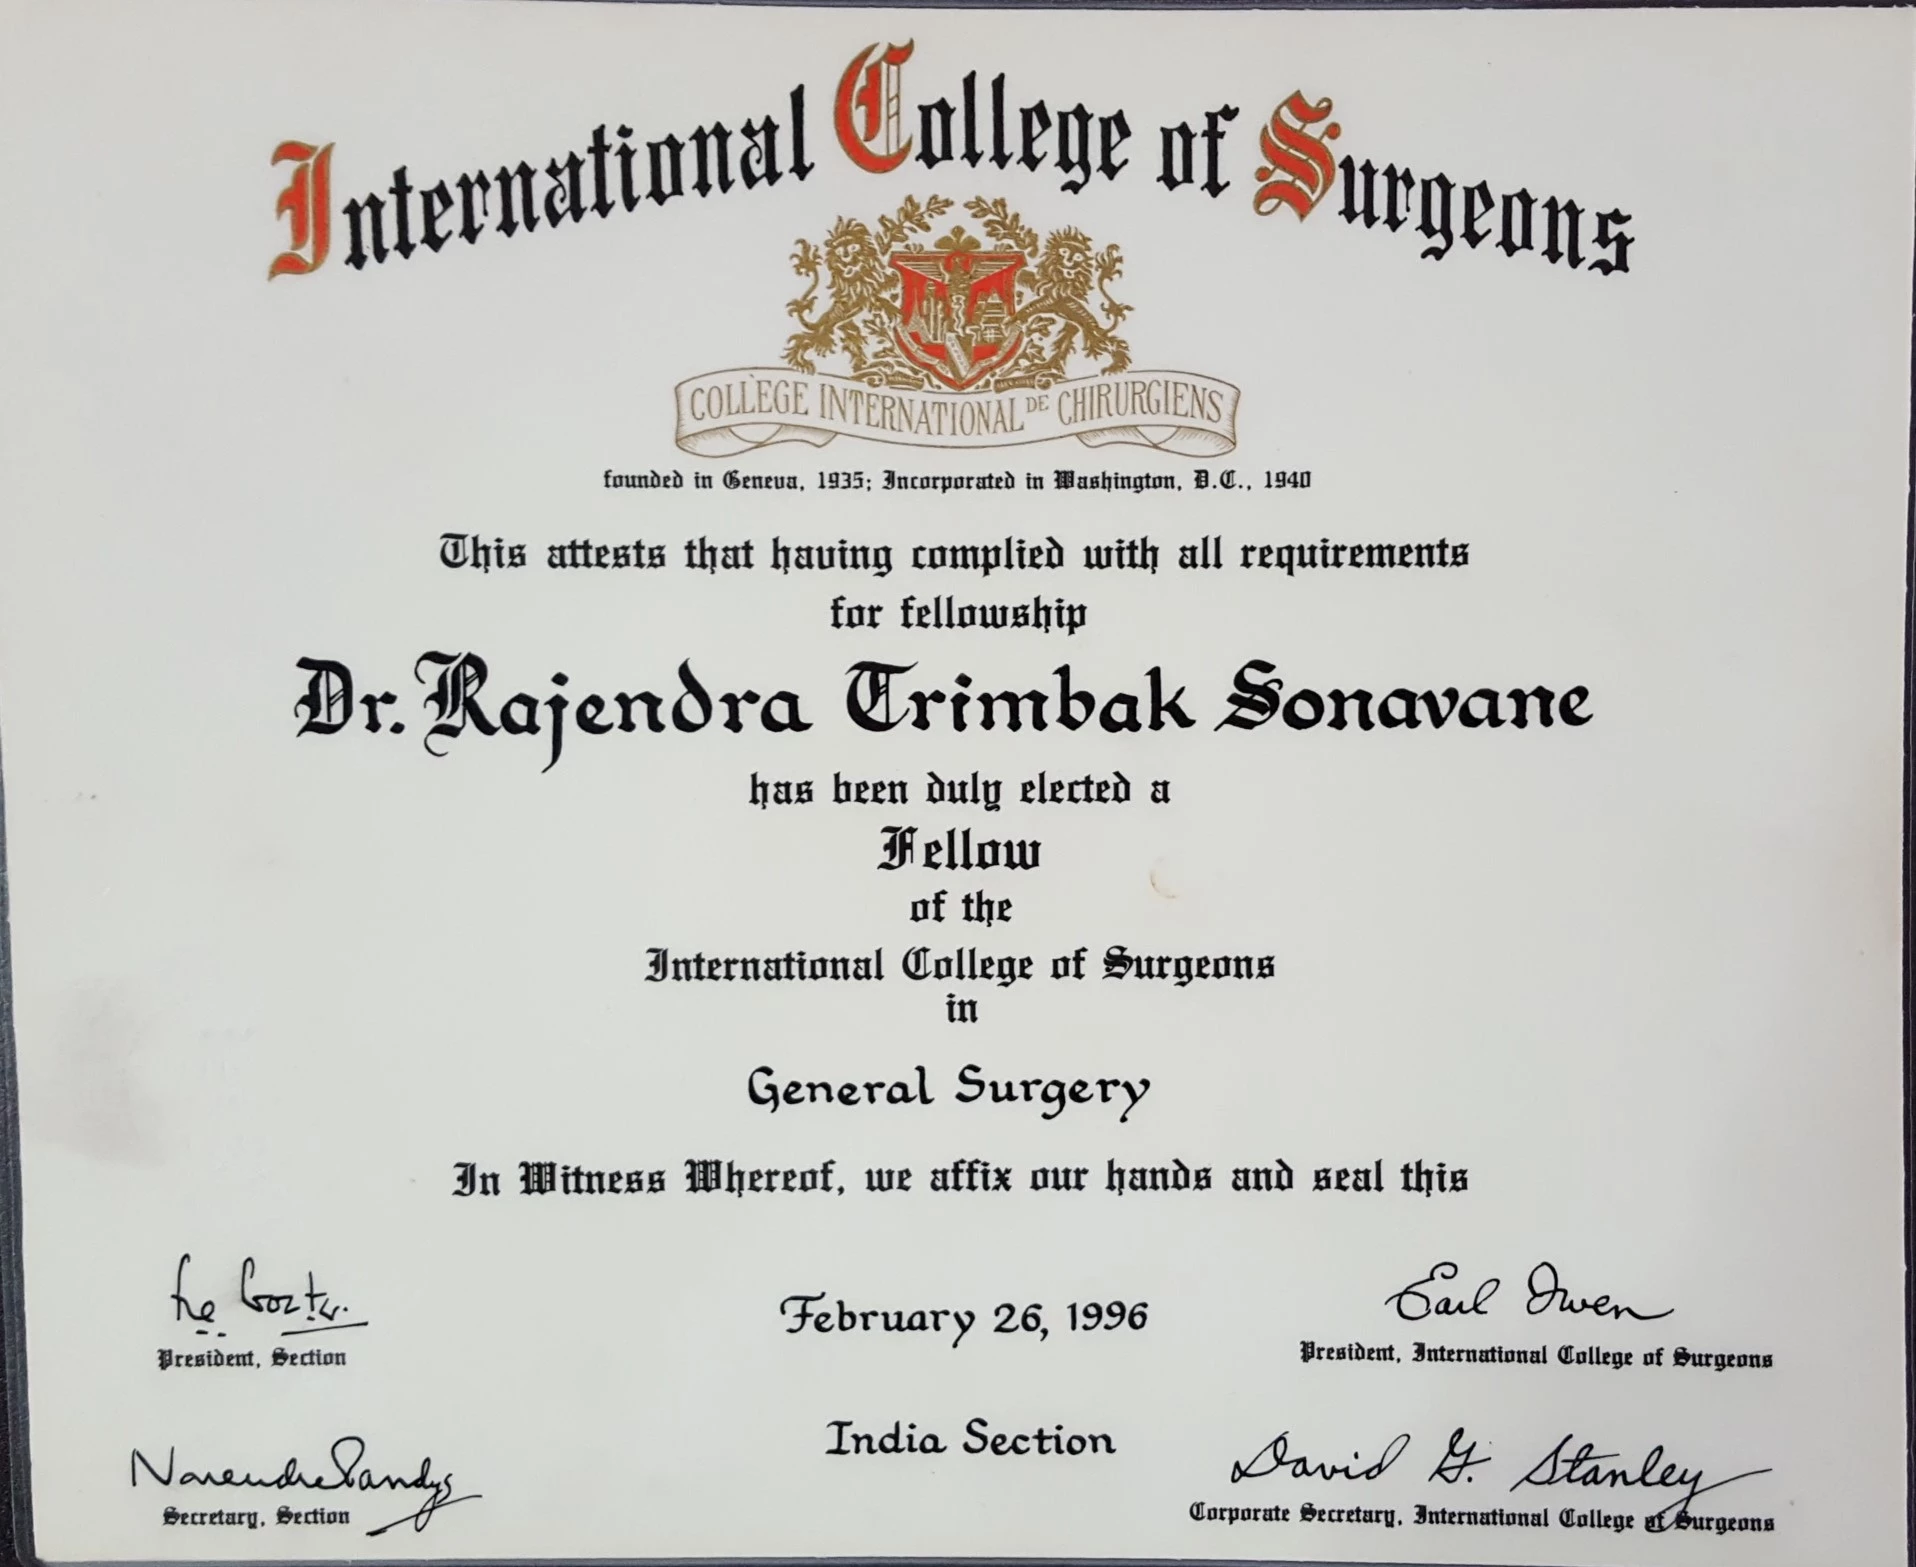 International College of Surgeons
COLLÈGE INTERNATIONAL DE CHIRURGIENS
founded in Geneva, 1935; Incorporated in Washington, D.C., 1940
This attests that having complied with all requirements
for fellowship
Dr. Rajendra Trimbak Sonavane
has been duly elected a
Fellow
of the
International College of Surgeons
in
General Surgery
In Witness Whereof, we affix our hands and seal this
February 26, 1996
Earl Owen
President, Section
President, International College of Surgeons
India Section
Narendra Pandya
David G. Stanley
Secretary, Section
Corporate Secretary, International College of Surgeons